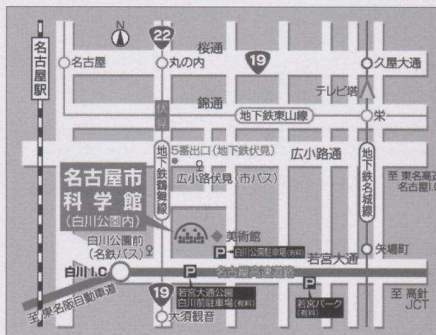 N
22
桜通
名古屋駅
名古屋
丸の内
19
久屋大通
テレビ塔
錦通
伏見
地下鉄東山線
栄
5番出口(地下鉄伏見)
広小路通
広小路伏見(市バス)
地下鉄鶴舞線
地下鉄名城線
至 東名高速
名古屋I.C
名古屋市
科学館
(白川公園内)
美術館
白川公園前
(名鉄バス)
P
白川公園駐車場(有料)
若宮大通
矢場町
白川I.C
P
名古屋高速道路
P
至 東名阪自動車道
19
若宮大通公園
白川前駐車場
(有料)
若宮パーク
(有料)
至 高針
JCT
大須観音